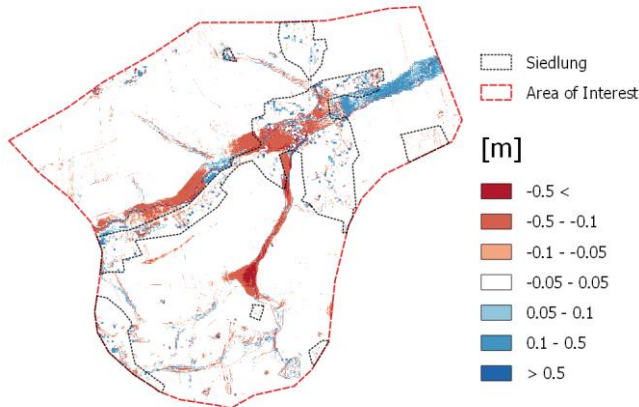 Siedlung
Area of Interest
[m]
-0.5 <
-0.5 - -0.1
-0.1 - -0.05
-0.05 - 0.05
0.05 - 0.1
0.1 - 0.5
> 0.5